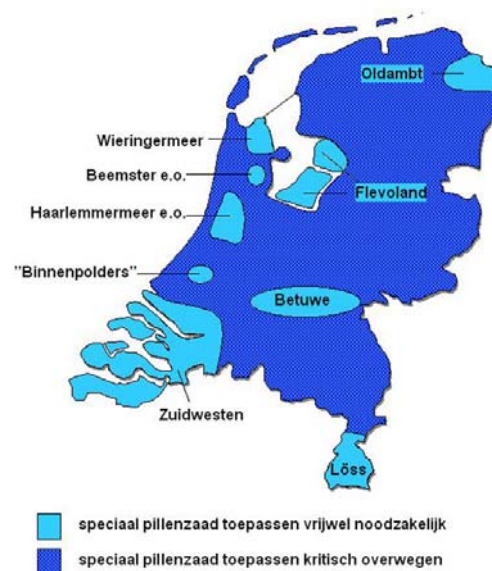 Oldambt
Wieringermeer
Beemster e.o.
Flevoland
Haarlemmermeer e.o.
"Binnenpolders"
Betuwe
Zuidwesten
Löss
speciaal pillenzaad toepassen vrijwel noodzakelijk
speciaal pillenzaad toepassen kritisch overwegen